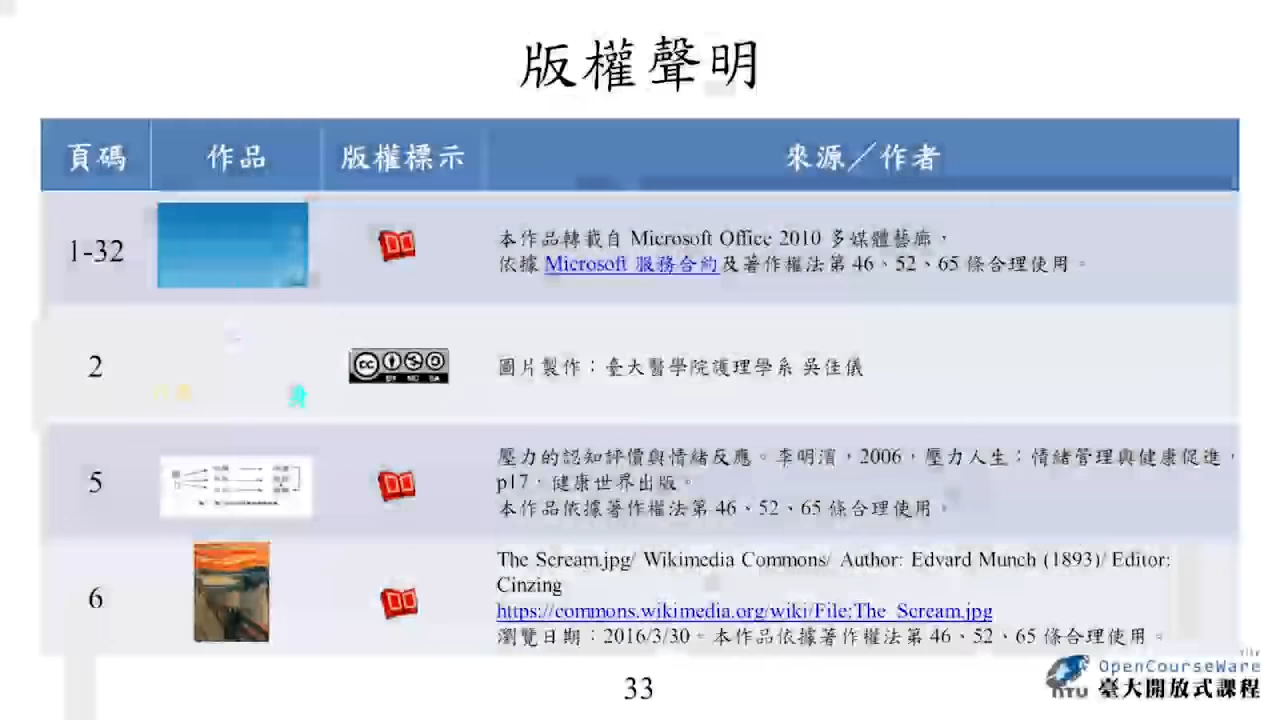 版權聲明
頁碼 作品 版權標示 來源／作者
1-32 本作品轉載自 Microsoft Office 2010 多媒體藝廊，
依據 Microsoft 服務合約及著作權法第 46、52、65 條合理使用。
2 圖片製作：臺大醫學院護理學系 吳佳儀
身
cc
BY NC SA
5 壓力的認知評價與情緒反應。李明濱，2006，壓力人生：情緒管理與健康促進，
p17，健康世界出版。
本作品依據著作權法第 46、52、65 條合理使用。
6 The Scream.jpg/ Wikimedia Commons/ Author: Edvard Munch (1893)/ Editor:
Cinzing
https://commons.wikimedia.org/wiki/File:The_Scream.jpg
瀏覽日期：2016/3/30。本作品依據著作權法第 46、52、65 條合理使用。
33
NTU OpenCourseWare
臺大開放式課程